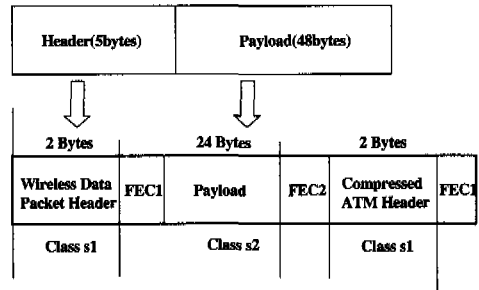 Header(5bytes) Payload(48bytes)
2 Bytes 24 Bytes 2 Bytes
Wireless Data
Packet Header
FEC1
Payload
FEC2
Compressed
ATM Header
FEC1
Class s1 Class s2 Class s1